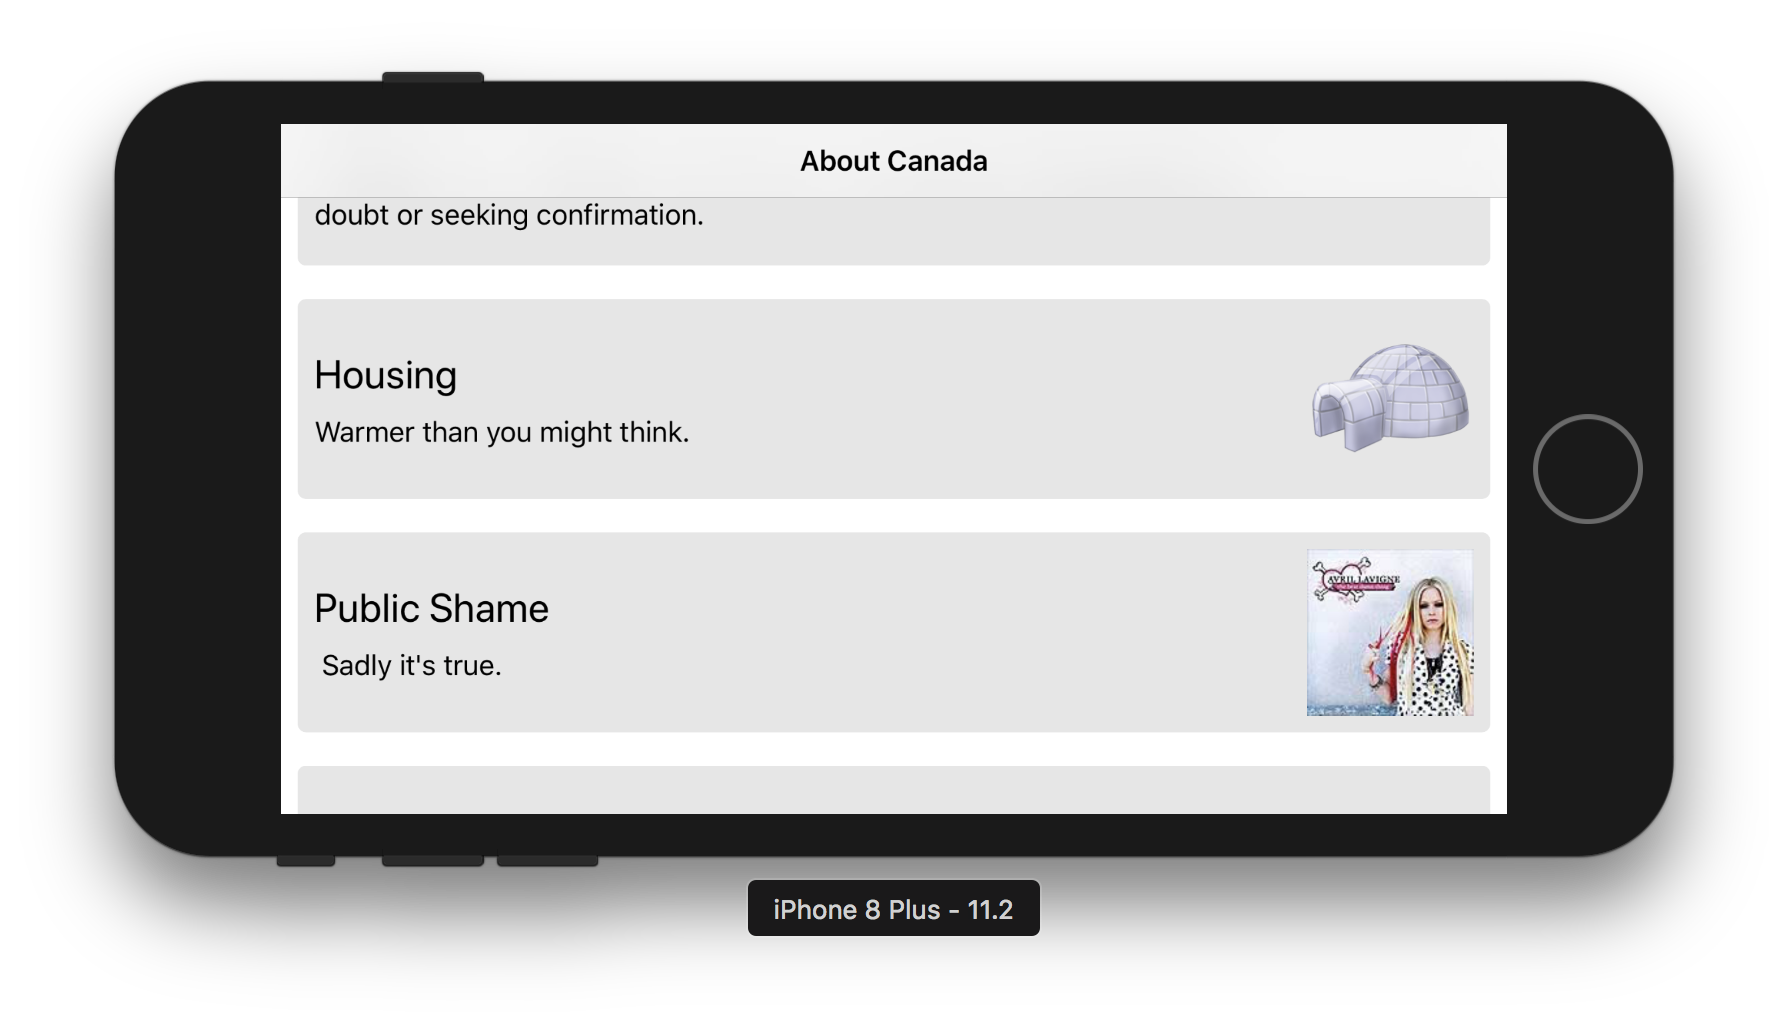 About Canada
doubt or seeking confirmation.
Housing
Warmer than you might think.
Public Shame
Sadly it's true.
AVRIL LAVIGNE
iPhone 8 Plus - 11.2